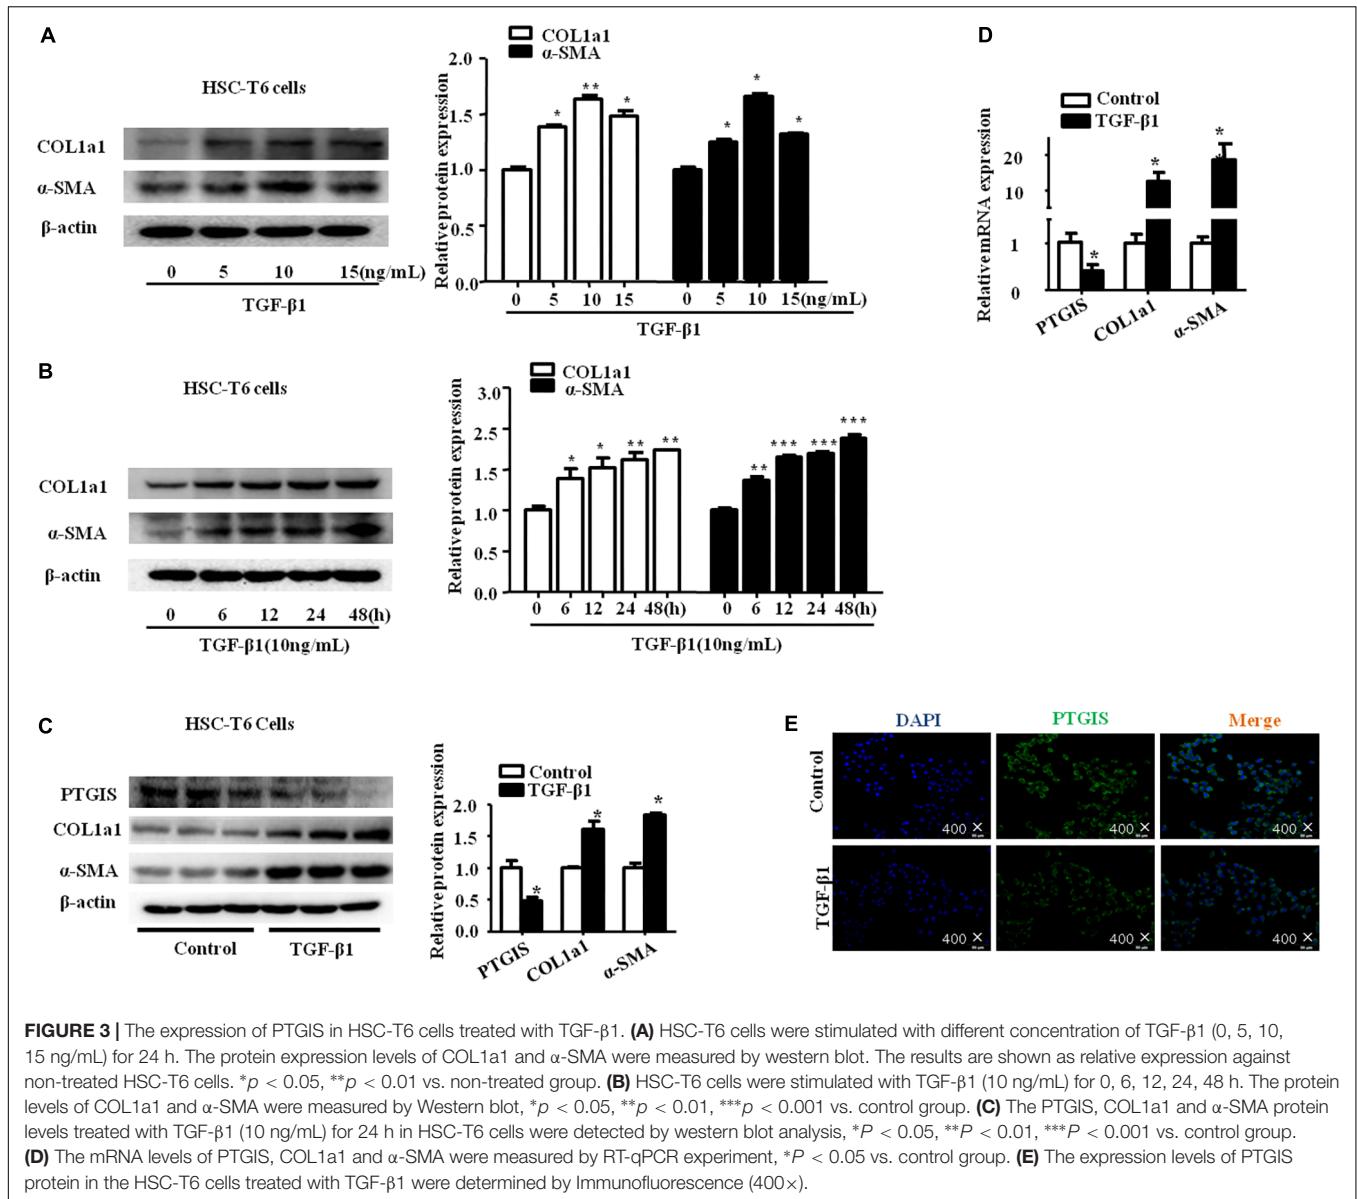 A
HSC-T6 cells
COL1a1
α-SMA
β-actin
0 5 10 15(ng/mL)
TGF-β1
COL1a1
α-SMA
Relative protein expression
2.0
1.5
1.0
0.5
0.0
* ** * * * *
0 5 10 15 0 5 10 15(ng/mL)
TGF-β1
D
Control
TGF-β1
Relative mRNA expression
20
10
1
0
* * * *
PTGIS COL1a1 α-SMA
B
HSC-T6 cells
COL1a1
α-SMA
β-actin
0 6 12 24 48(h)
TGF-β1(10ng/mL)
COL1a1
α-SMA
Relative protein expression
3.0
2.5
1.5
1.0
0.5
0.0
* * ** ** ** *** *** ***
0 6 12 24 48(h) 0 6 12 24 48(h)
TGF-β1(10ng/mL)
C
HSC-T6 Cells
PTGIS
COL1a1
α-SMA
β-actin
Control TGF-β1
Control
TGF-β1
Relative protein expression
2.0
1.5
1.0
0.5
0.0
* * *
PTGIS COL1a1 α-SMA
E
DAPI PTGIS Merge
Control
400 × 400 × 400 ×
TGF-β1
400 × 400 × 400 ×
FIGURE 3 | The expression of PTGIS in HSC-T6 cells treated with TGF-β1. (A) HSC-T6 cells were stimulated with different concentration of TGF-β1 (0, 5, 10,
15 ng/mL) for 24 h. The protein expression levels of COL1a1 and α-SMA were measured by western blot. The results are shown as relative expression against
non-treated HSC-T6 cells. *p < 0.05, **p < 0.01 vs. non-treated group. (B) HSC-T6 cells were stimulated with TGF-β1 (10 ng/mL) for 0, 6, 12, 24, 48 h. The protein
levels of COL1a1 and α-SMA were measured by Western blot, *p < 0.05, **p < 0.01, ***p < 0.001 vs. control group. (C) The PTGIS, COL1a1 and α-SMA protein
levels treated with TGF-β1 (10 ng/mL) for 24 h in HSC-T6 cells were detected by western blot analysis, *P < 0.05, **P < 0.01, ***P < 0.001 vs. control group.
(D) The mRNA levels of PTGIS, COL1a1 and α-SMA were measured by RT-qPCR experiment, *P < 0.05 vs. control group. (E) The expression levels of PTGIS
protein in the HSC-T6 cells treated with TGF-β1 were determined by Immunofluorescence (400×).